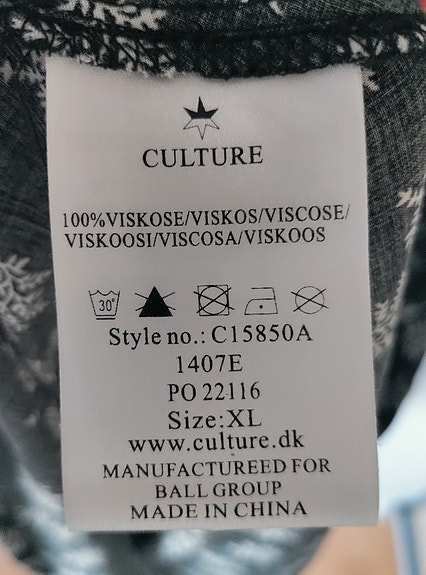 CULTURE
100%VISKOSE/VISKOS/VISCOSE/
VISKOOSI/VISCOSA/VISKOOS
30°
Style no.: C15850A
1407E
PO 22116
Size:XL
www.culture.dk
MANUFACTUREED FOR
BALL GROUP
MADE IN CHINA